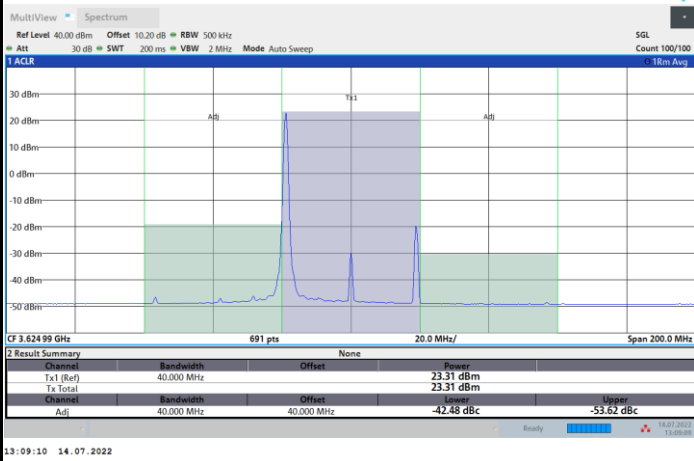 MultiView Spectrum
Ref Level 40.00 dBm Offset 10.20 dB RBW 500 kHz SGL
Att 30 dB SWT 200 ms VBW 2 MHz Mode Auto Sweep Count 100/100
1 ACLR 1Rm Avg
30 dBm
Tx1
20 dBm
Adj Adj
10 dBm
0 dBm
-10 dBm
-20 dBm
-30 dBm
-40 dBm
-50 dBm
CF 3.624 99 GHz 691 pts 20.0 MHz/ Span 200.0 MHz
2 Result Summary None
Channel Bandwidth Offset Power
Tx1 (Ref) 40.000 MHz 23.31 dBm
Tx Total 23.31 dBm
Channel Bandwidth Offset Lower Upper
Adj 40.000 MHz 40.000 MHz -42.48 dBc -53.62 dBc
Ready 14.07.2022
13:09:09
13:09:10 14.07.2022